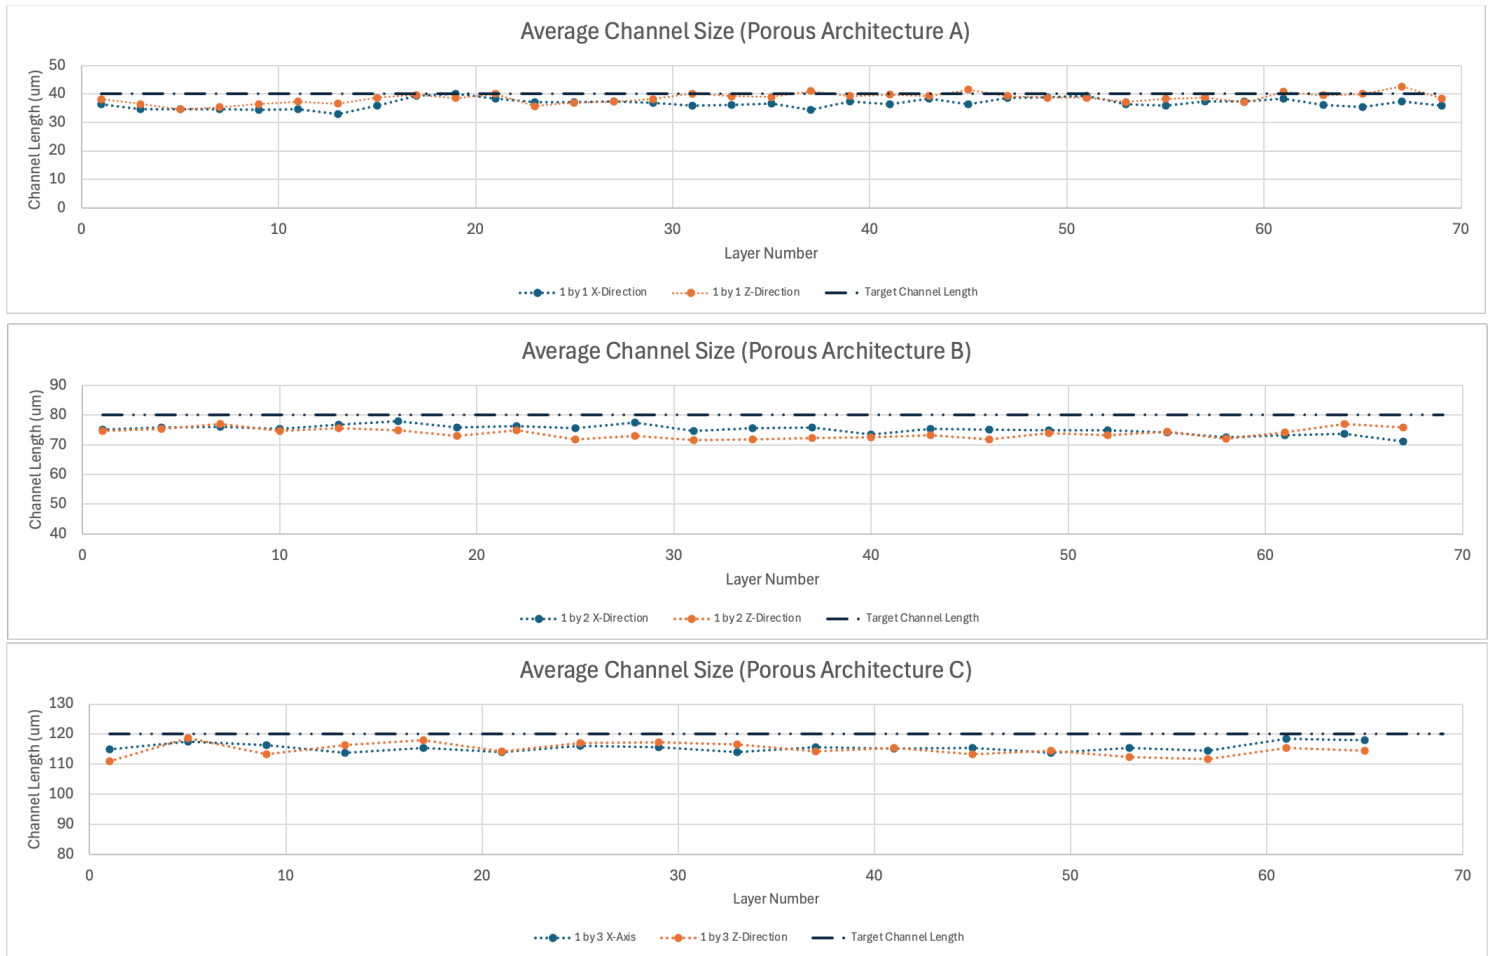 Average Channel Size (Porous Architecture A)
Channel Length (um)
50
40
30
20
10
0
0 10 20 30 40 50 60 70
Layer Number
1 by 1 X-Direction 1 by 1 Z-Direction Target Channel Length
Average Channel Size (Porous Architecture B)
Channel Length (um)
90
80
70
60
50
40
0 10 20 30 40 50 60 70
Layer Number
1 by 2 X-Direction 1 by 2 Z-Direction Target Channel Length
Average Channel Size (Porous Architecture C)
Channel Length (um)
130
120
110
100
90
80
0 10 20 30 40 50 60 70
Layer Number
1 by 3 X-Axis 1 by 3 Z-Direction Target Channel Length